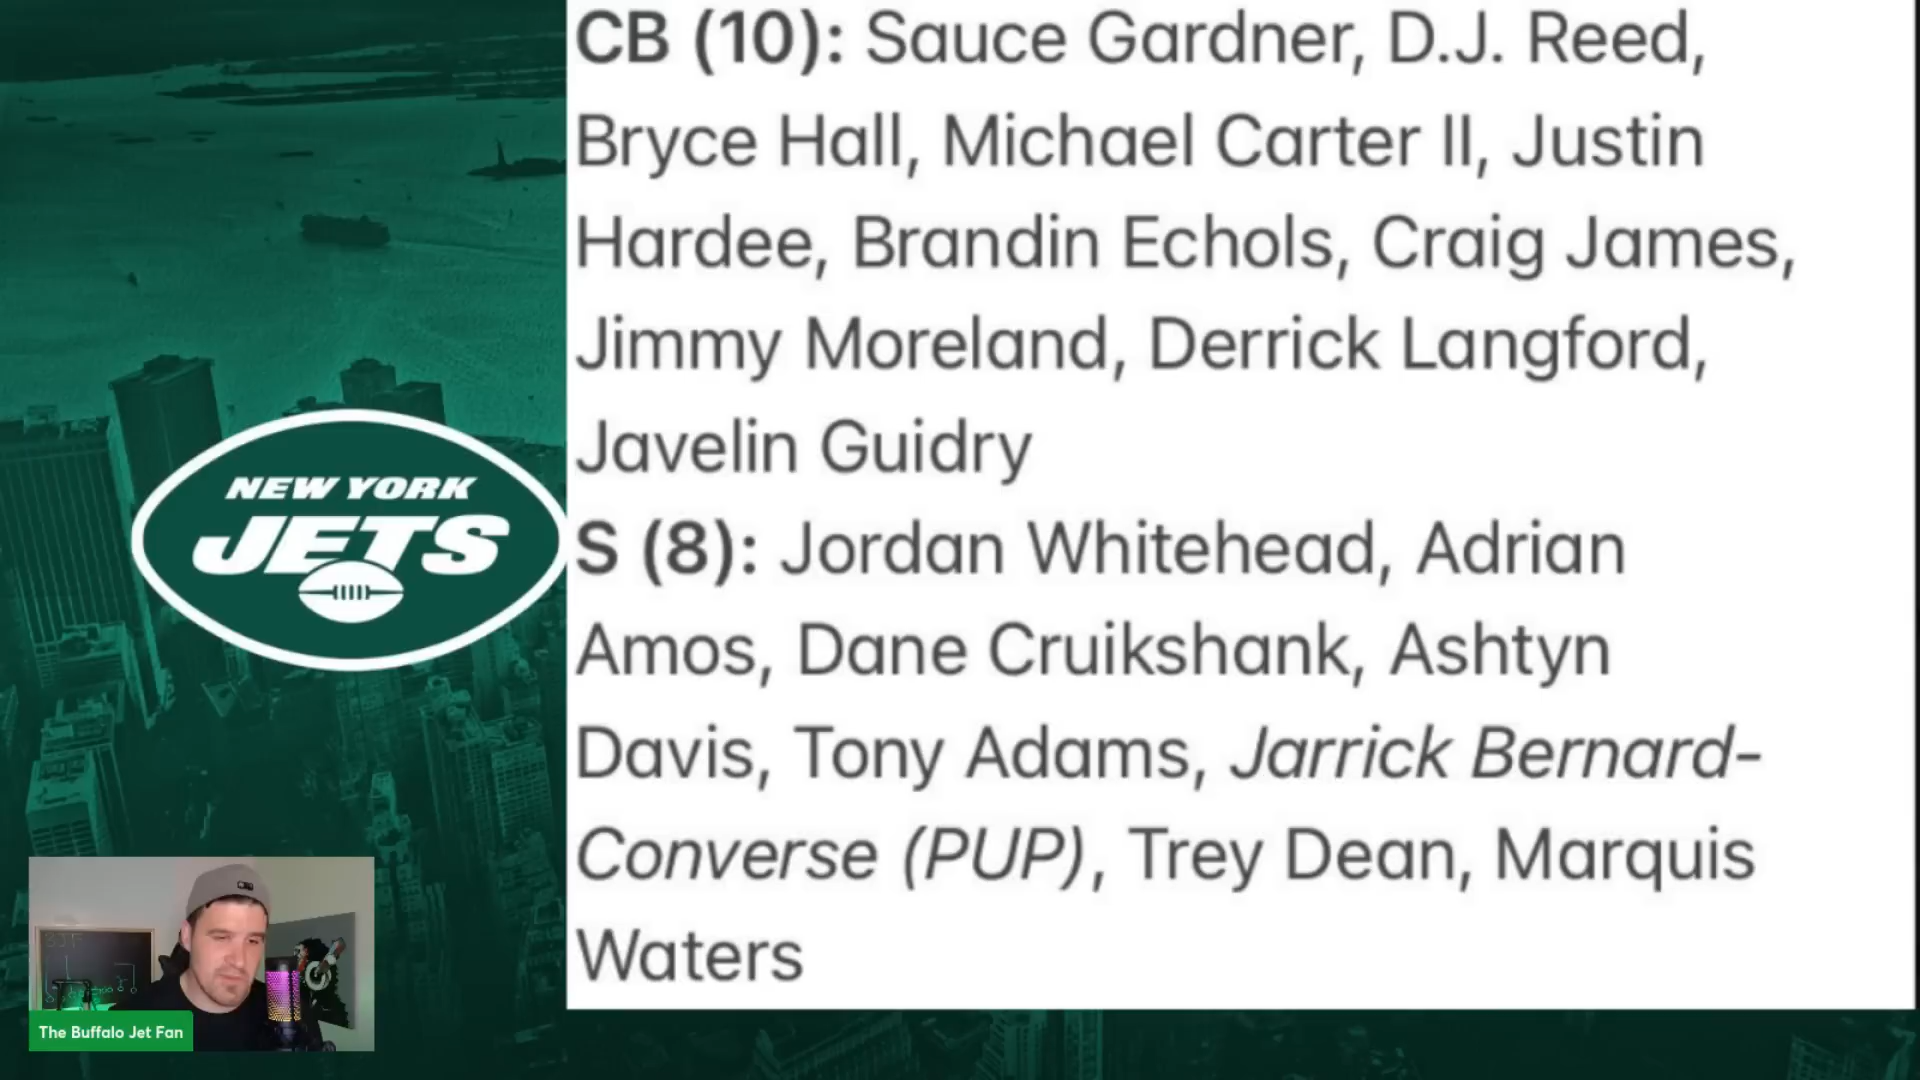 CB (10): Sauce Gardner, D.J. Reed,
Bryce Hall, Michael Carter II, Justin
Hardee, Brandin Echols, Craig James,
Jimmy Moreland, Derrick Langford,
Javelin Guidry
S (8): Jordan Whitehead, Adrian
Amos, Dane Cruikshank, Ashtyn
Davis, Tony Adams, Jarrick Bernard-
Converse (PUP), Trey Dean, Marquis
Waters
NEW YORK
JETS
The Buffalo Jet Fan